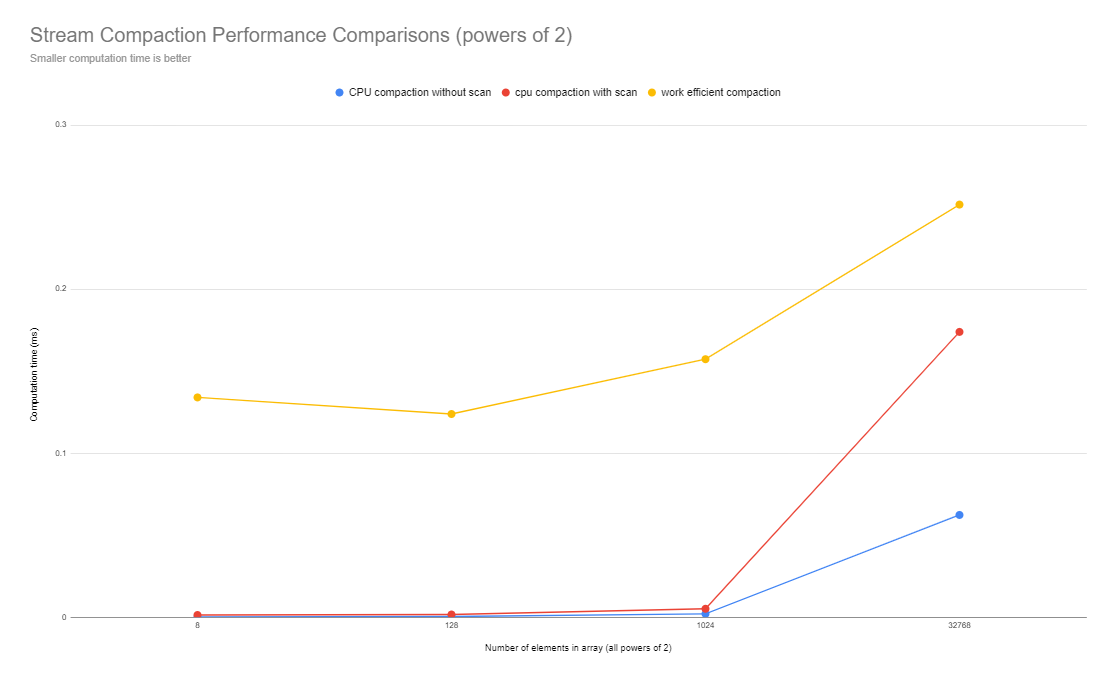 Stream Compaction Performance Comparisons (powers of 2)
Smaller computation time is better
CPU compaction without scan cpu compaction with scan work efficient compaction
0.3
0.2
0.1
0
Computation time (ms)
8 128 1024 32768
Number of elements in array (all powers of 2)